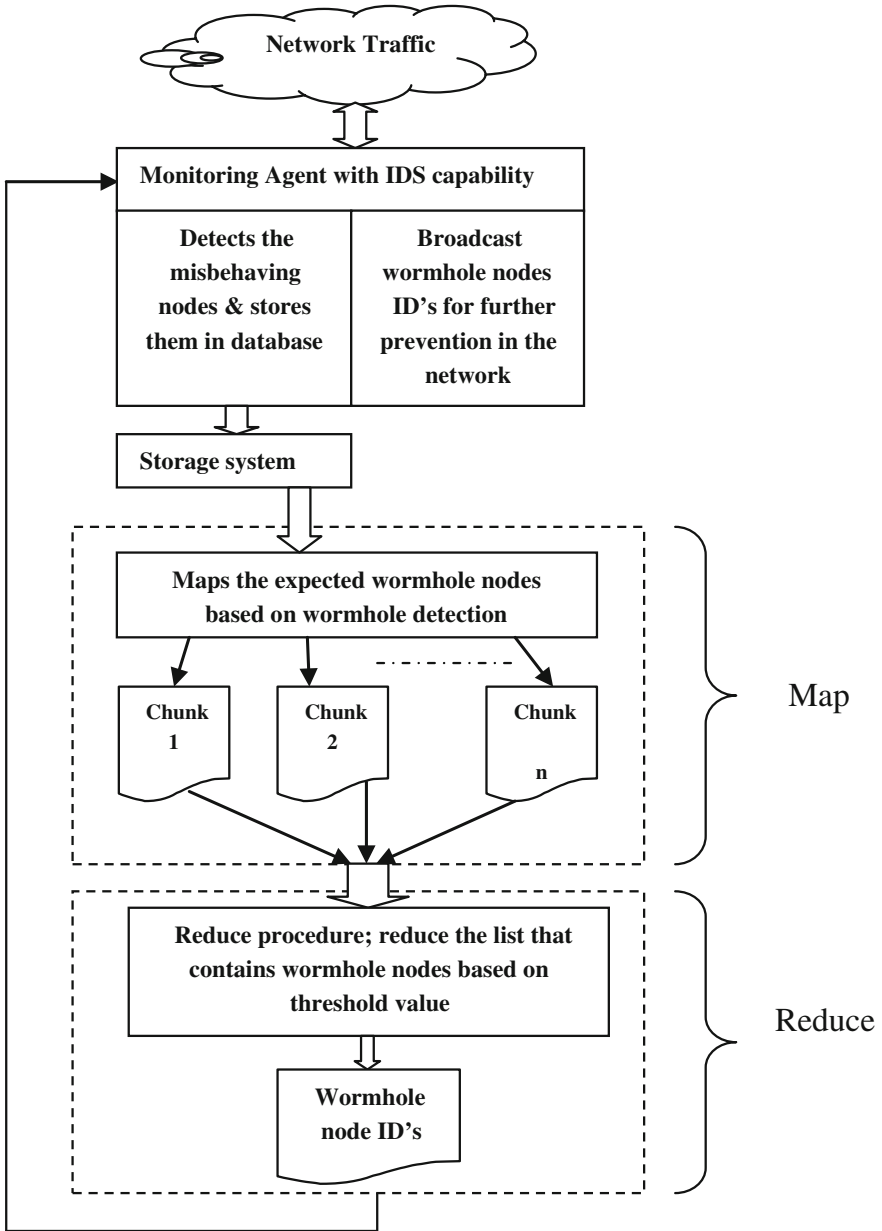 Network Traffic
Monitoring Agent with IDS capability
Detects the
misbehaving
nodes & stores
them in database
Broadcast
wormhole nodes
ID's for further
prevention in the
network
Storage system
Maps the expected wormhole nodes
based on wormhole detection
Chunk
1
Chunk
2
Chunk
n
Map
Reduce procedure; reduce the list that
contains wormhole nodes based on
threshold value
Reduce
Wormhole
node ID's